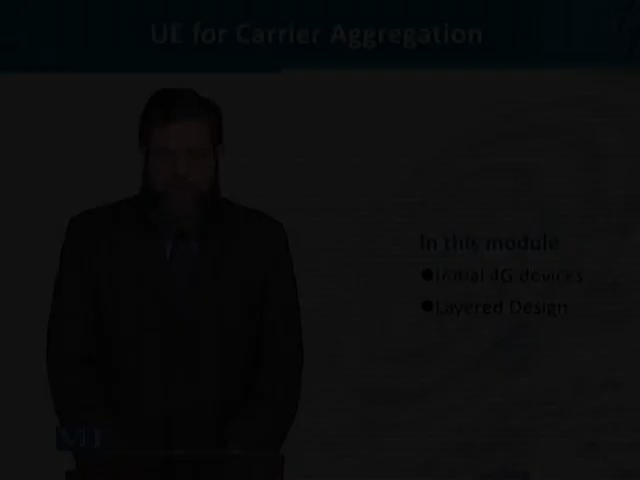 UE for Carrier Aggregation
In this module
●Initial 4G devices
●Layered Design